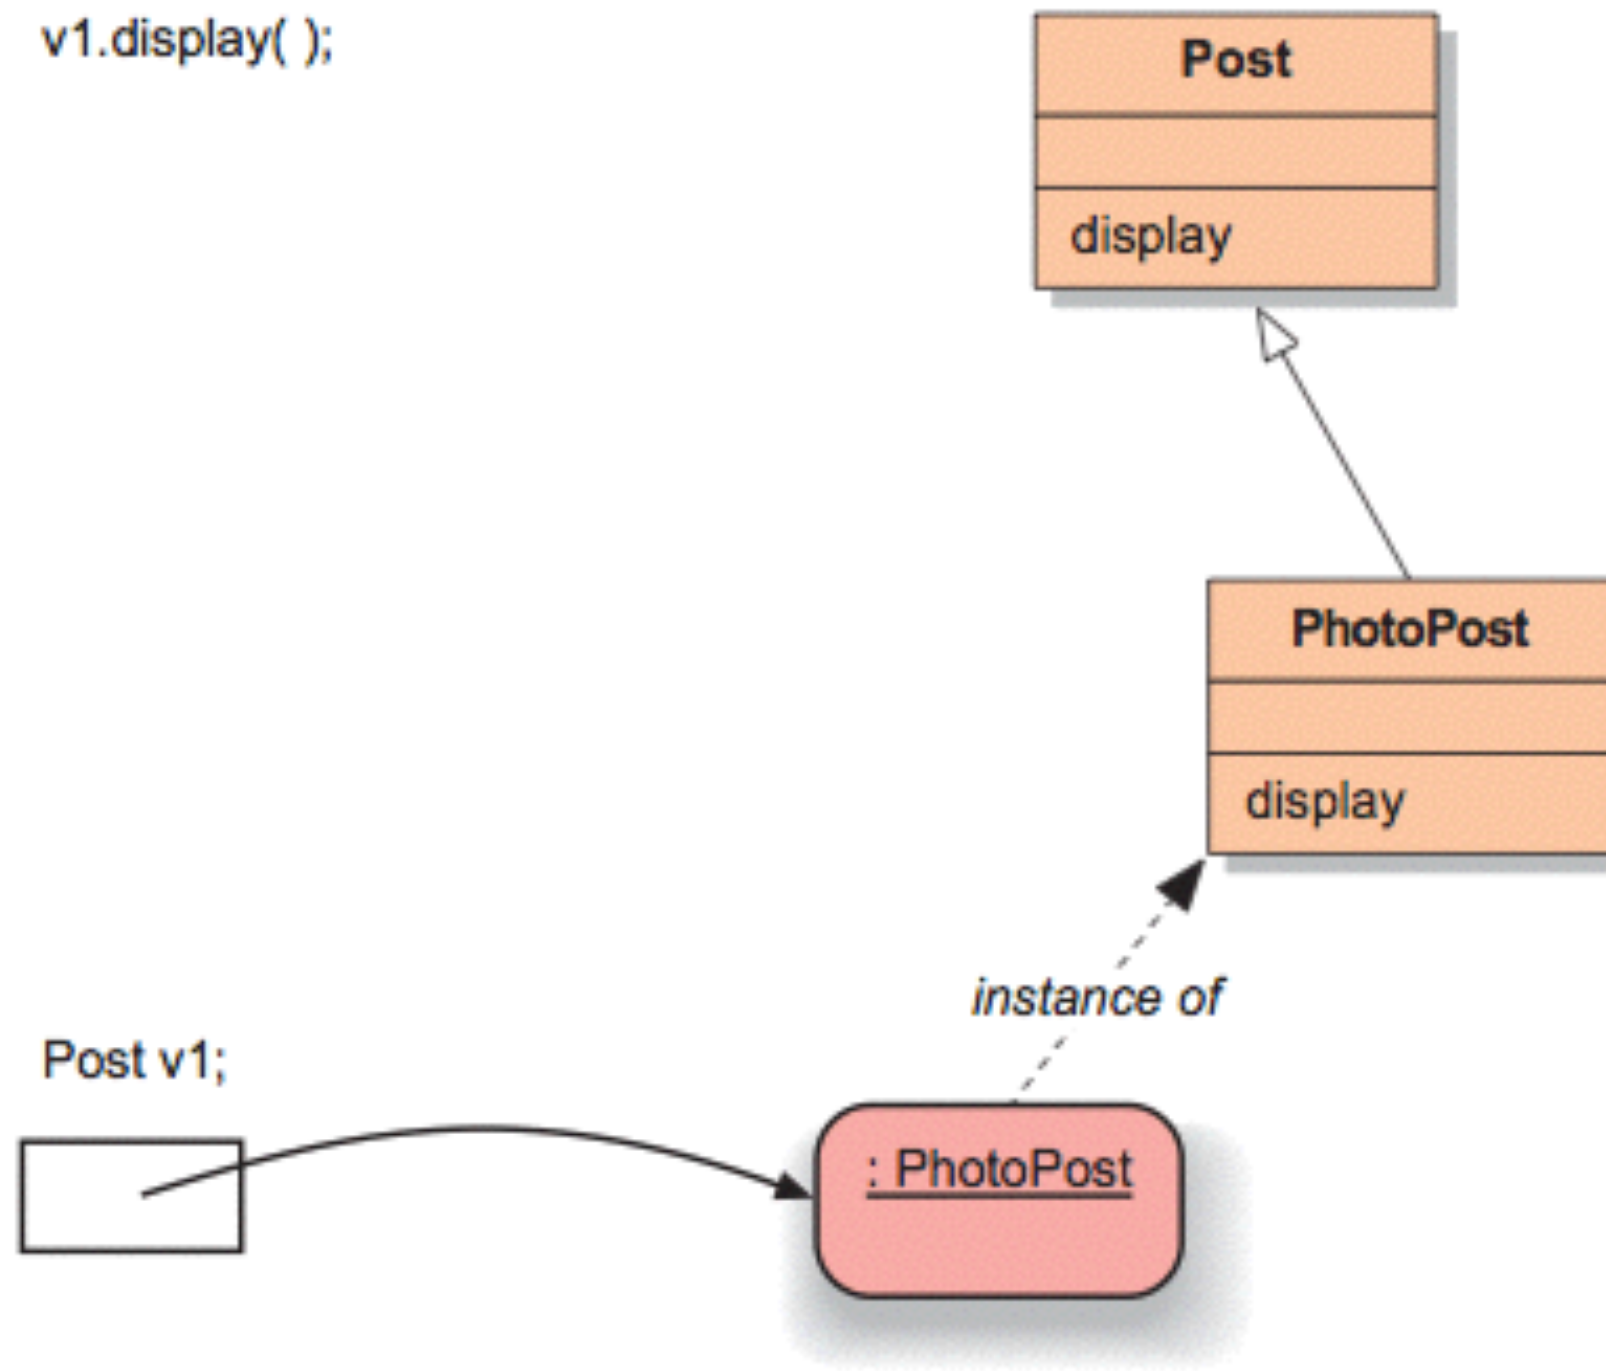 v1.display( );
Post
display
PhotoPost
display
instance of
Post v1;
: PhotoPost